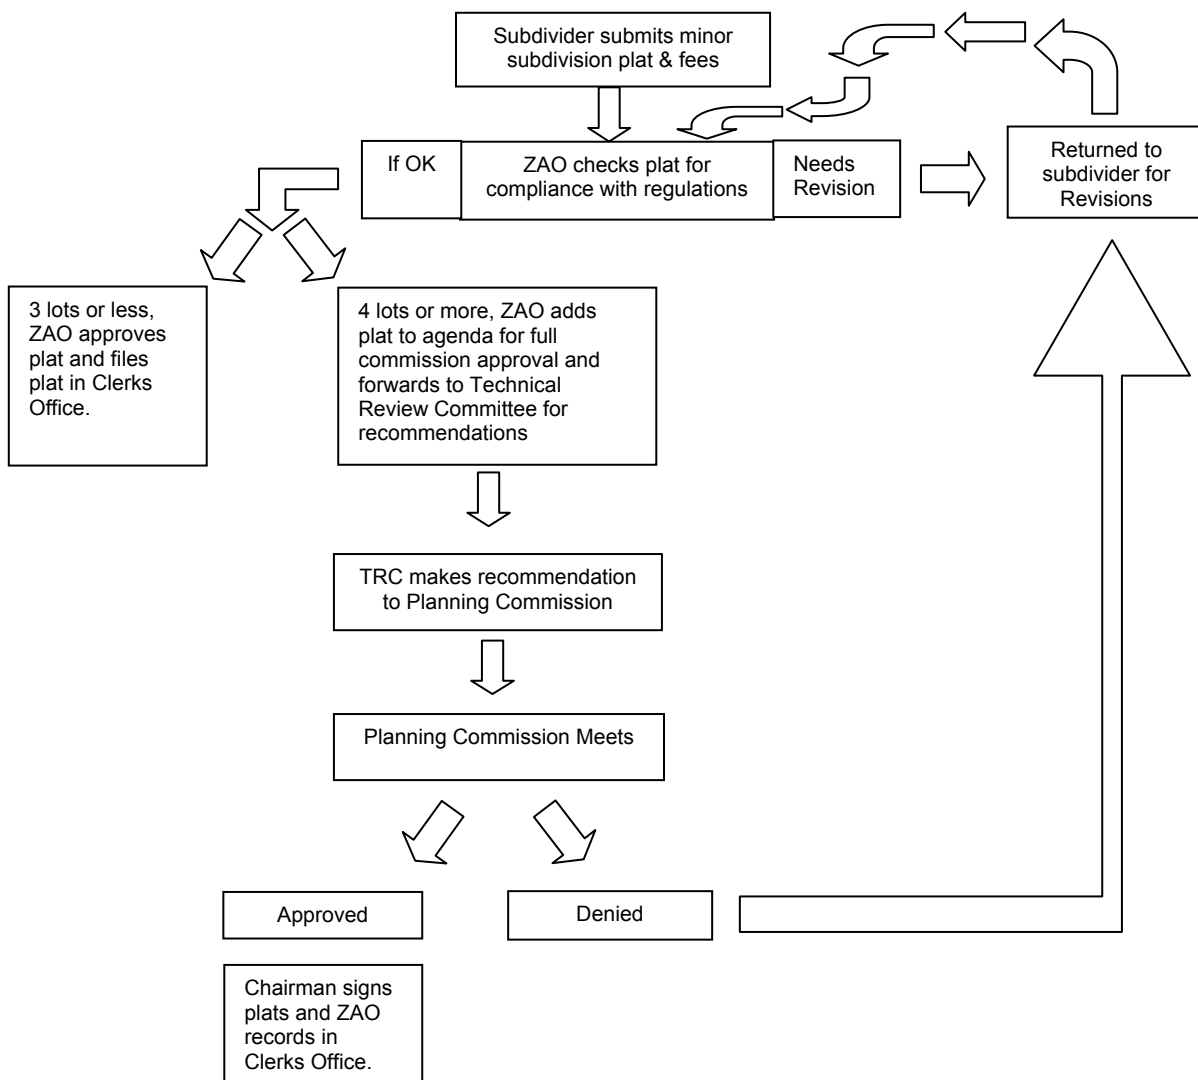 Subdivider submits minor
subdivision plat & fees
If OK
ZAO checks plat for
compliance with regulations
Needs
Revision
Returned to
subdivider for
Revisions
3 lots or less,
ZAO approves
plat and files
plat in Clerks
Office.
4 lots or more, ZAO adds
plat to agenda for full
commission approval and
forwards to Technical
Review Committee for
recommendations
TRC makes recommendation
to Planning Commission
Planning Commission Meets
Approved
Denied
Chairman signs
plats and ZAO
records in
Clerks Office.